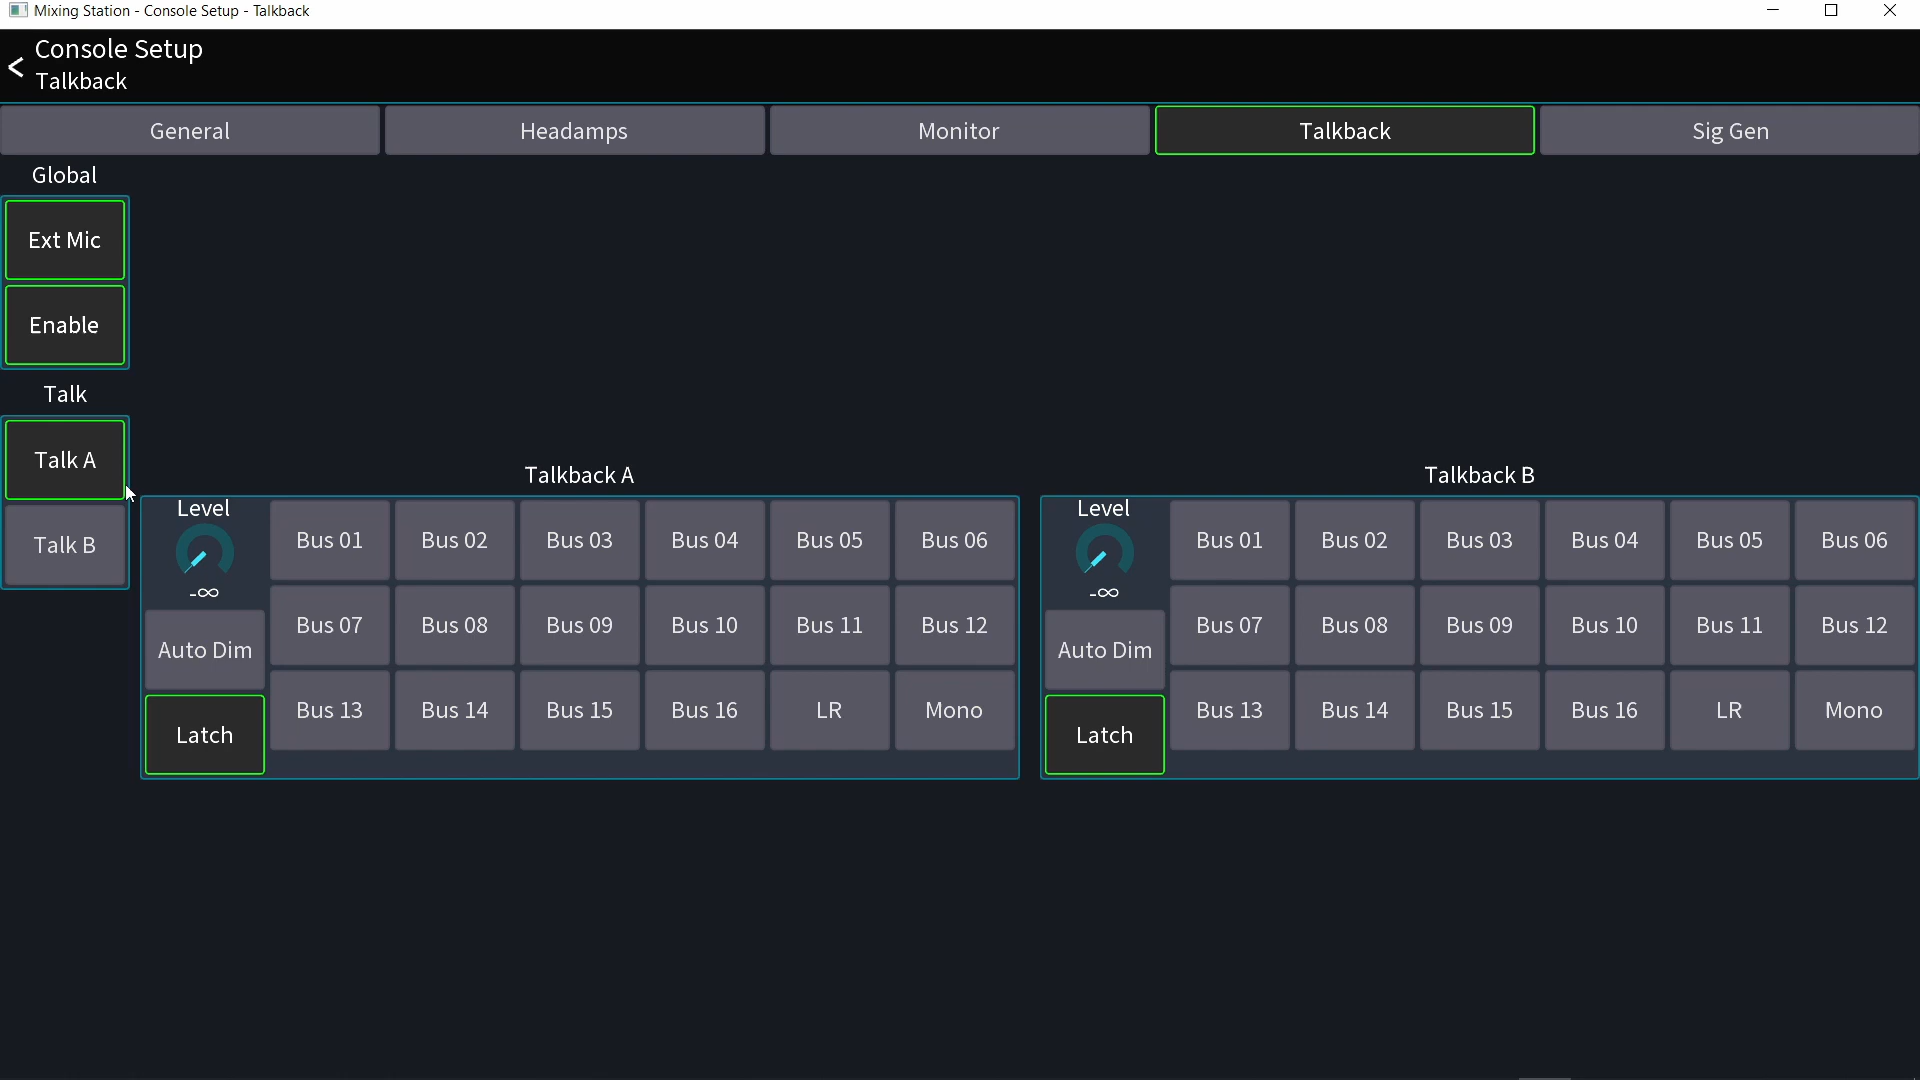 Mixing Station - Console Setup - Talkback
Console Setup
Talkback
General Headamps Monitor Talkback Sig Gen
Global
Ext Mic
Enable
Talk
Talk A
Talk B
Talkback A
Level
-∞
Auto Dim
Latch
Bus 01 Bus 02 Bus 03 Bus 04 Bus 05 Bus 06
Bus 07 Bus 08 Bus 09 Bus 10 Bus 11 Bus 12
Bus 13 Bus 14 Bus 15 Bus 16 LR Mono
Talkback B
Level
-∞
Auto Dim
Latch
Bus 01 Bus 02 Bus 03 Bus 04 Bus 05 Bus 06
Bus 07 Bus 08 Bus 09 Bus 10 Bus 11 Bus 12
Bus 13 Bus 14 Bus 15 Bus 16 LR Mono